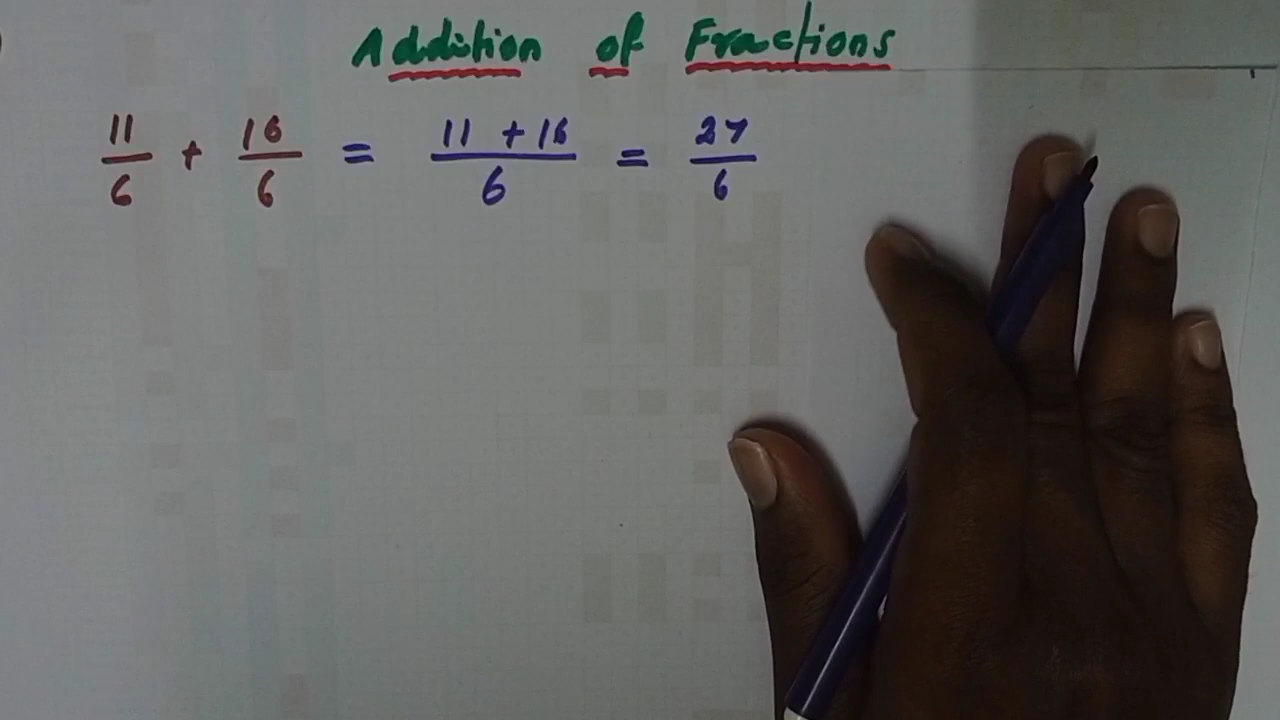 Addition of Fractions
11/6 + 16/6 = 11 + 16/6 = 27/6